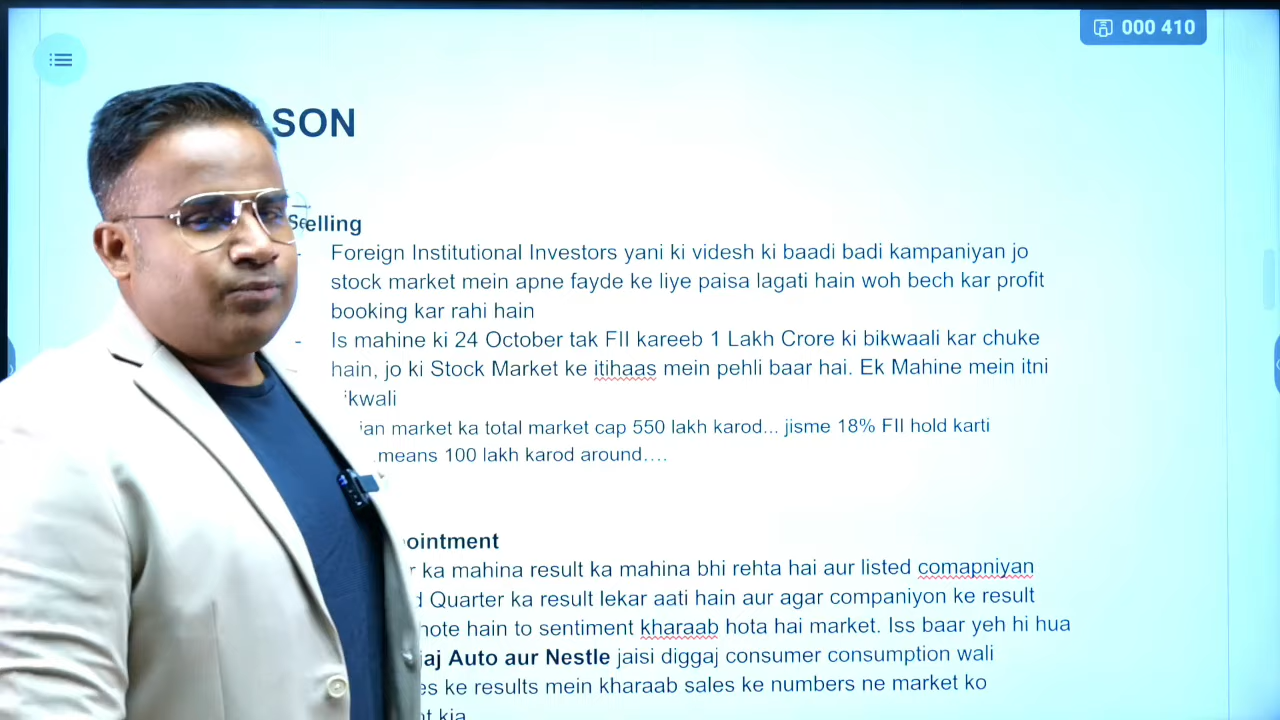 000 410
SON
Selling
- Foreign Institutional Investors yani ki videsh ki baadi badi kampaniyan jo
stock market mein apne fayde ke liye paisa lagati hain woh bech kar profit
booking kar rahi hain
- Is mahine ki 24 October tak FII kareeb 1 Lakh Crore ki bikwaali kar chuke
hain, jo ki Stock Market ke itihaas mein pehli baar hai. Ek Mahine mein itni
kwali
market ka total market cap 550 lakh karod... jisme 18% FII hold karti
means 100 lakh karod around....
ointment
ka mahina result ka mahina bhi rehta hai aur listed comapniyan
Quarter ka result lekar aati hain aur agar companiyon ke result
hote hain to sentiment kharaab hota hai market. Iss baar yeh hi hua
jaj Auto aur Nestle jaisi diggaj consumer consumption wali
es ke results mein kharaab sales ke numbers ne market ko
kia